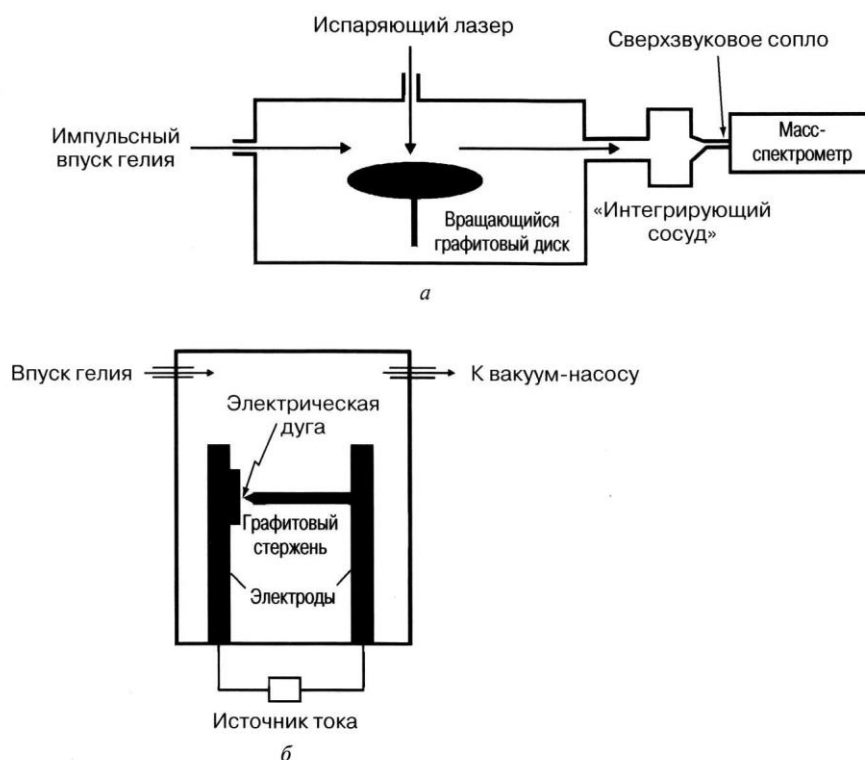 Испаряющий лазер
Сверхзвуковое сопло
Импульсный
впуск гелия
Масс-
спектрометр
Вращающийся
графитовый диск
«Интегрирующий
сосуд»
а
Впуск гелия
К вакуум-насосу
Электрическая
дуга
Графитовый
стержень
Электроды
Источник тока
б